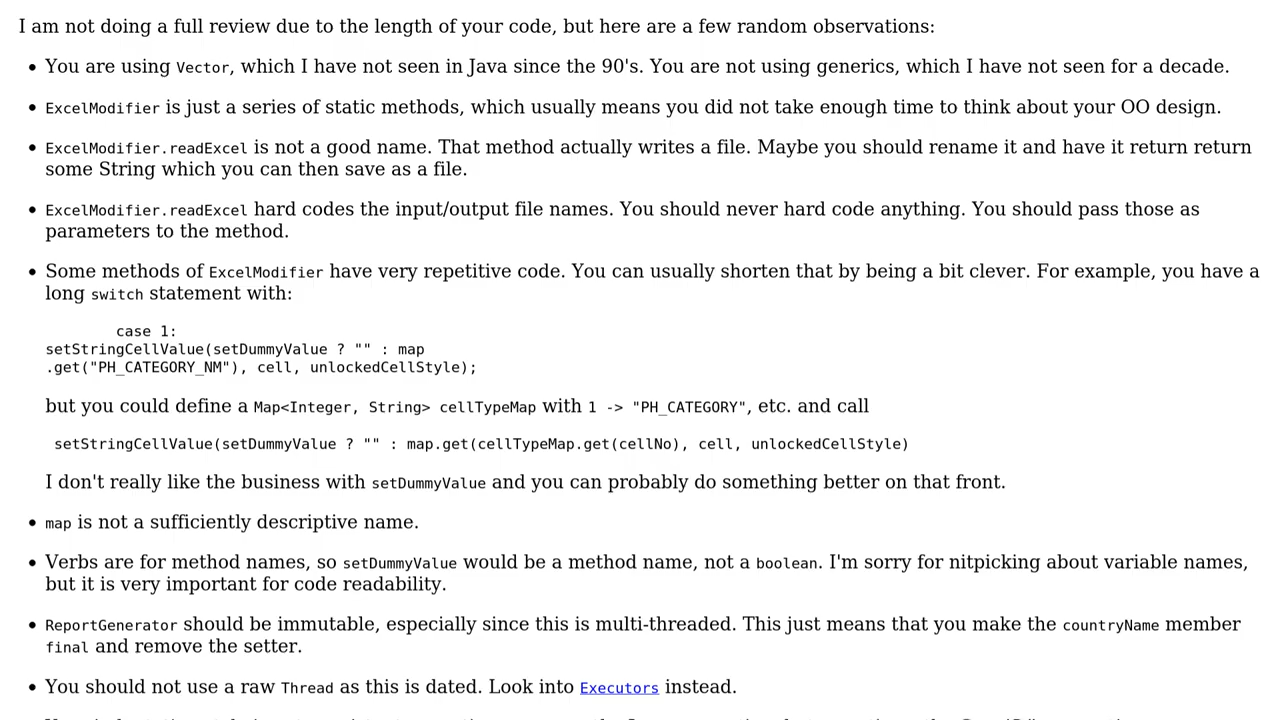 I am not doing a full review due to the length of your code, but here are a few random observations:
• You are using Vector, which I have not seen in Java since the 90's. You are not using generics, which I have not seen for a decade.
• ExcelModifier is just a series of static methods, which usually means you did not take enough time to think about your OO design.
• ExcelModifier.readExcel is not a good name. That method actually writes a file. Maybe you should rename it and have it return return
some String which you can then save as a file.
• ExcelModifier.readExcel hard codes the input/output file names. You should never hard code anything. You should pass those as
parameters to the method.
• Some methods of ExcelModifier have very repetitive code. You can usually shorten that by being a bit clever. For example, you have a
long switch statement with:
case 1:
setStringCellValue(setDummyValue ? "" : map
.get("PH_CATEGORY_NM"), cell, unlockedCellStyle);
but you could define a Map<Integer, String> cellTypeMap with 1 -> "PH_CATEGORY", etc. and call
setStringCellValue(setDummyValue ? "" : map.get(cellTypeMap.get(cellNo), cell, unlockedCellStyle)
I don't really like the business with setDummyValue and you can probably do something better on that front.
• map is not a sufficiently descriptive name.
• Verbs are for method names, so setDummyValue would be a method name, not a boolean. I'm sorry for nitpicking about variable names,
but it is very important for code readability.
• ReportGenerator should be immutable, especially since this is multi-threaded. This just means that you make the countryName member
final and remove the setter.
• You should not use a raw Thread as this is dated. Look into Executors instead.